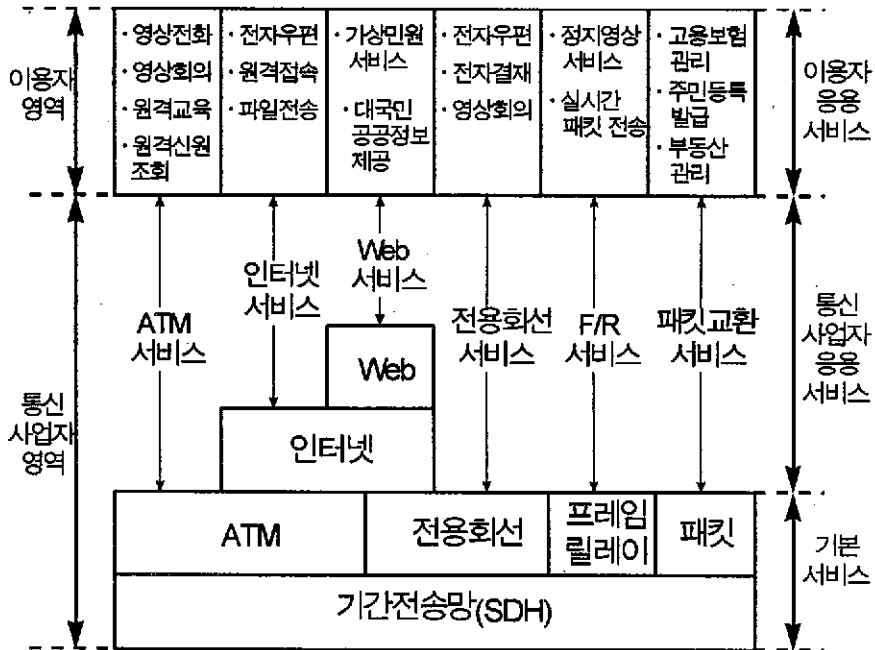 이용자
영역
· 영상전화
· 영상회의
· 원격교육
· 원격신원
조회
· 전자우편
· 원격접속
· 파일전송
· 가상민원
서비스
· 대국민
공공정보
제공
· 전자우편
· 전자결재
· 영상회의
· 정지영상
서비스
· 실시간
패킷 전송
· 고용보험
관리
· 주민등록
발급
· 부동산
관리
이용자
응용
서비스
통신
사업자
영역
ATM
서비스
인터넷
서비스
Web
서비스
전용회선
서비스
F/R
서비스
패킷교환
서비스
통신
사업자
응용
서비스
Web
인터넷
ATM
전용회선
프레임
릴레이
패킷
기본
서비스
기간전송망(SDH)